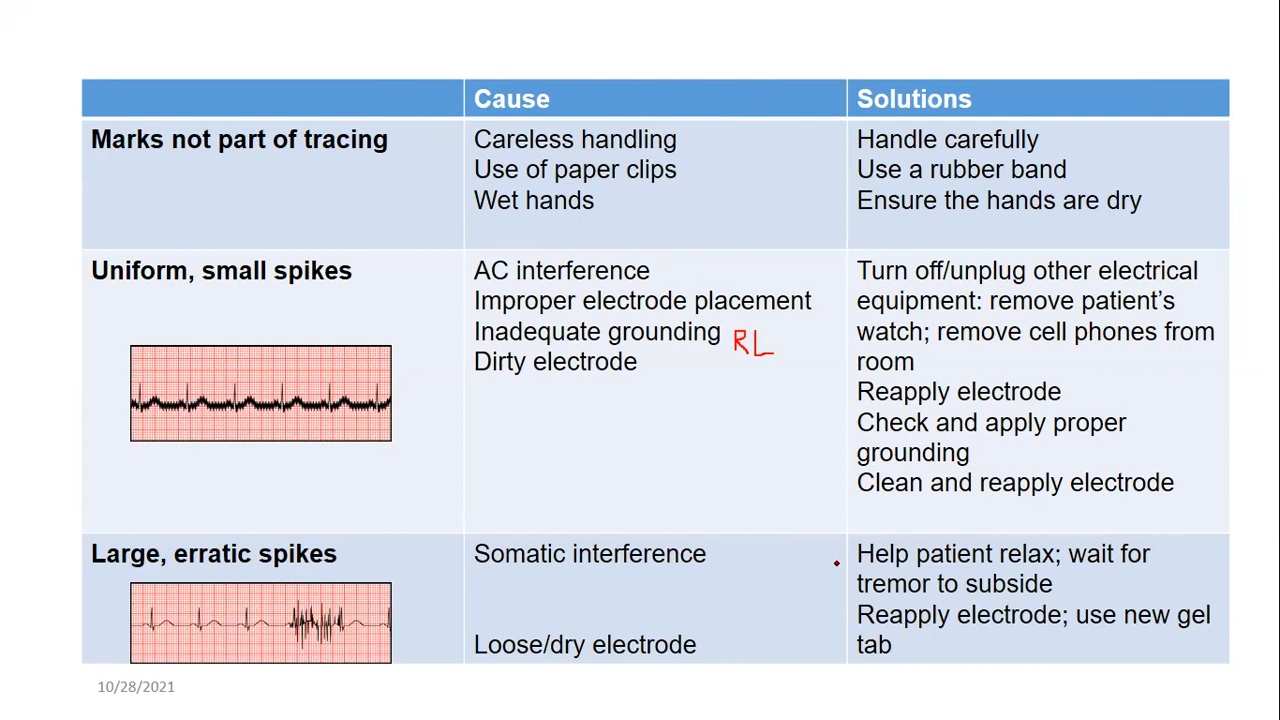 Cause
Solutions
Marks not part of tracing
Careless handling
Use of paper clips
Wet hands
Handle carefully
Use a rubber band
Ensure the hands are dry
Uniform, small spikes
AC interference
Improper electrode placement
Inadequate grounding RL
Dirty electrode
Turn off/unplug other electrical
equipment: remove patient's
watch; remove cell phones from
room
Reapply electrode
Check and apply proper
grounding
Clean and reapply electrode
Large, erratic spikes
Somatic interference
Loose/dry electrode
Help patient relax; wait for
tremor to subside
Reapply electrode; use new gel
tab
10/28/2021